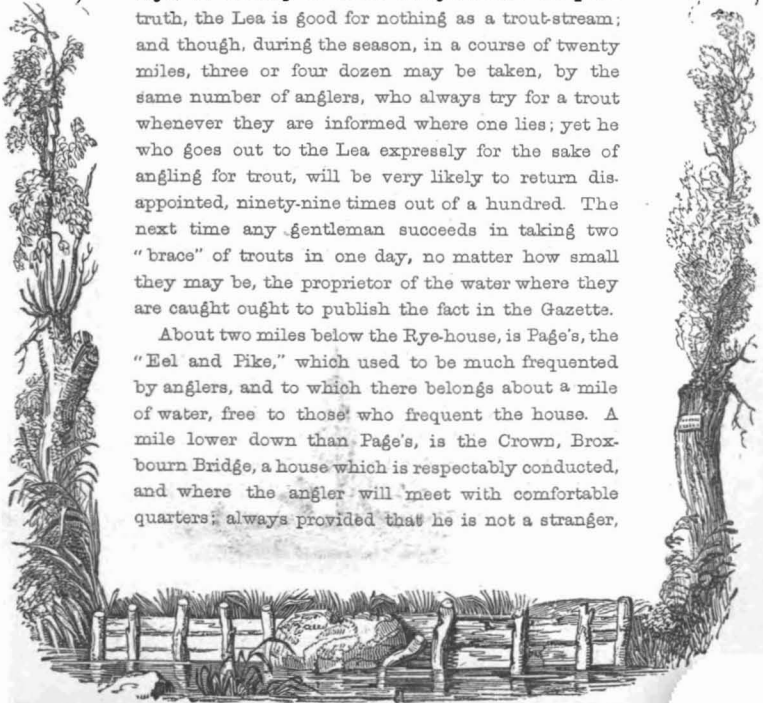 truth, the Lea is good for nothing as a trout-stream;
and though, during the season, in a course of twenty
miles, three or four dozen may be taken, by the
same number of anglers, who always try for a trout
whenever they are informed where one lies; yet he
who goes out to the Lea expressly for the sake of
angling for trout, will be very likely to return dis-
appointed, ninety-nine times out of a hundred. The
next time any gentleman succeeds in taking two
"brace" of trouts in one day, no matter how small
they may be, the proprietor of the water where they
are caught ought to publish the fact in the Gazette.
About two miles below the Rye-house, is Page's, the
"Eel and Pike," which used to be much frequented
by anglers, and to which there belongs about a mile
of water, free to those who frequent the house. A
mile lower down than Page's, is the Crown, Brox-
bourn Bridge, a house which is respectably conducted,
and where the angler will meet with comfortable
quarters; always provided that he is not a stranger,